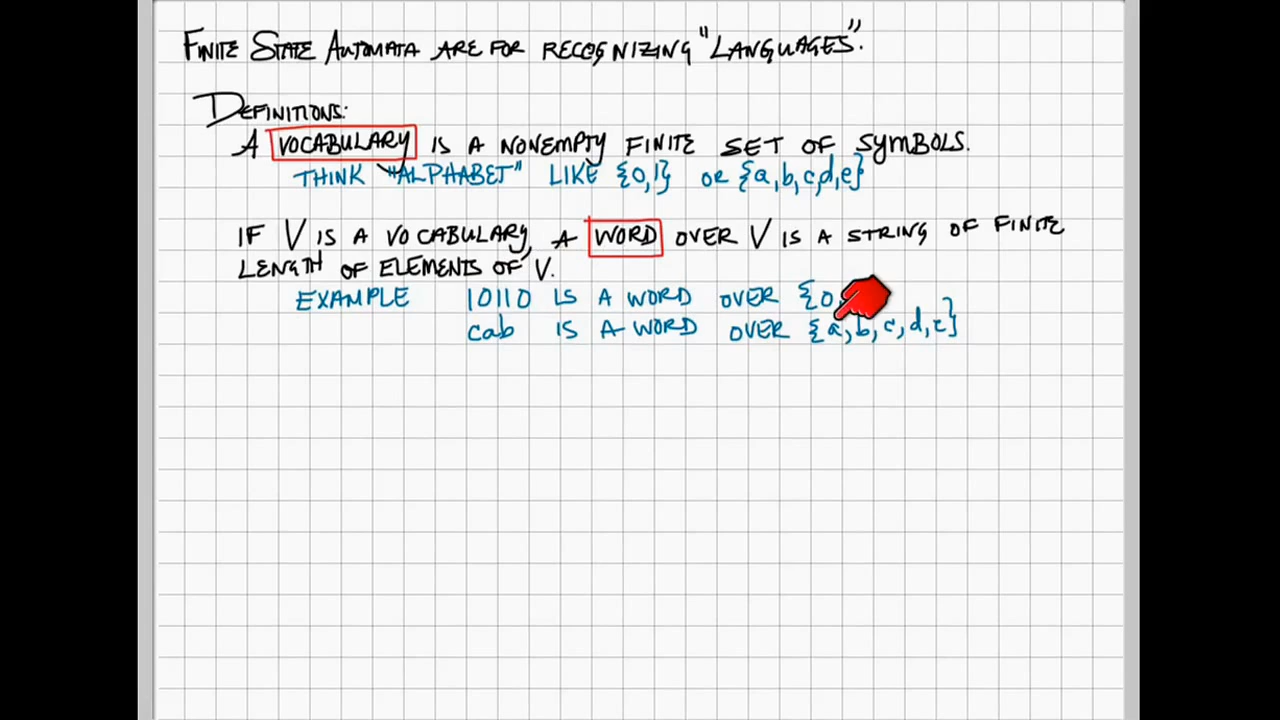 FINITE STATE AUTOMATA ARE FOR RECOGNIZING "LANGUAGES".
DEFINITIONS:
A VOCABULARY IS A NONEMPTY FINITE SET OF SYMBOLS.
THINK "ALPHABET" LIKE {0,1} OR {a,b,c,d,e}
IF V IS A VOCABULARY, A WORD OVER V IS A STRING OF FINITE
LENGTH OF ELEMENTS OF V.
EXAMPLE 10110 IS A WORD OVER {0,
cab IS A WORD OVER {a,b,c,d,e}